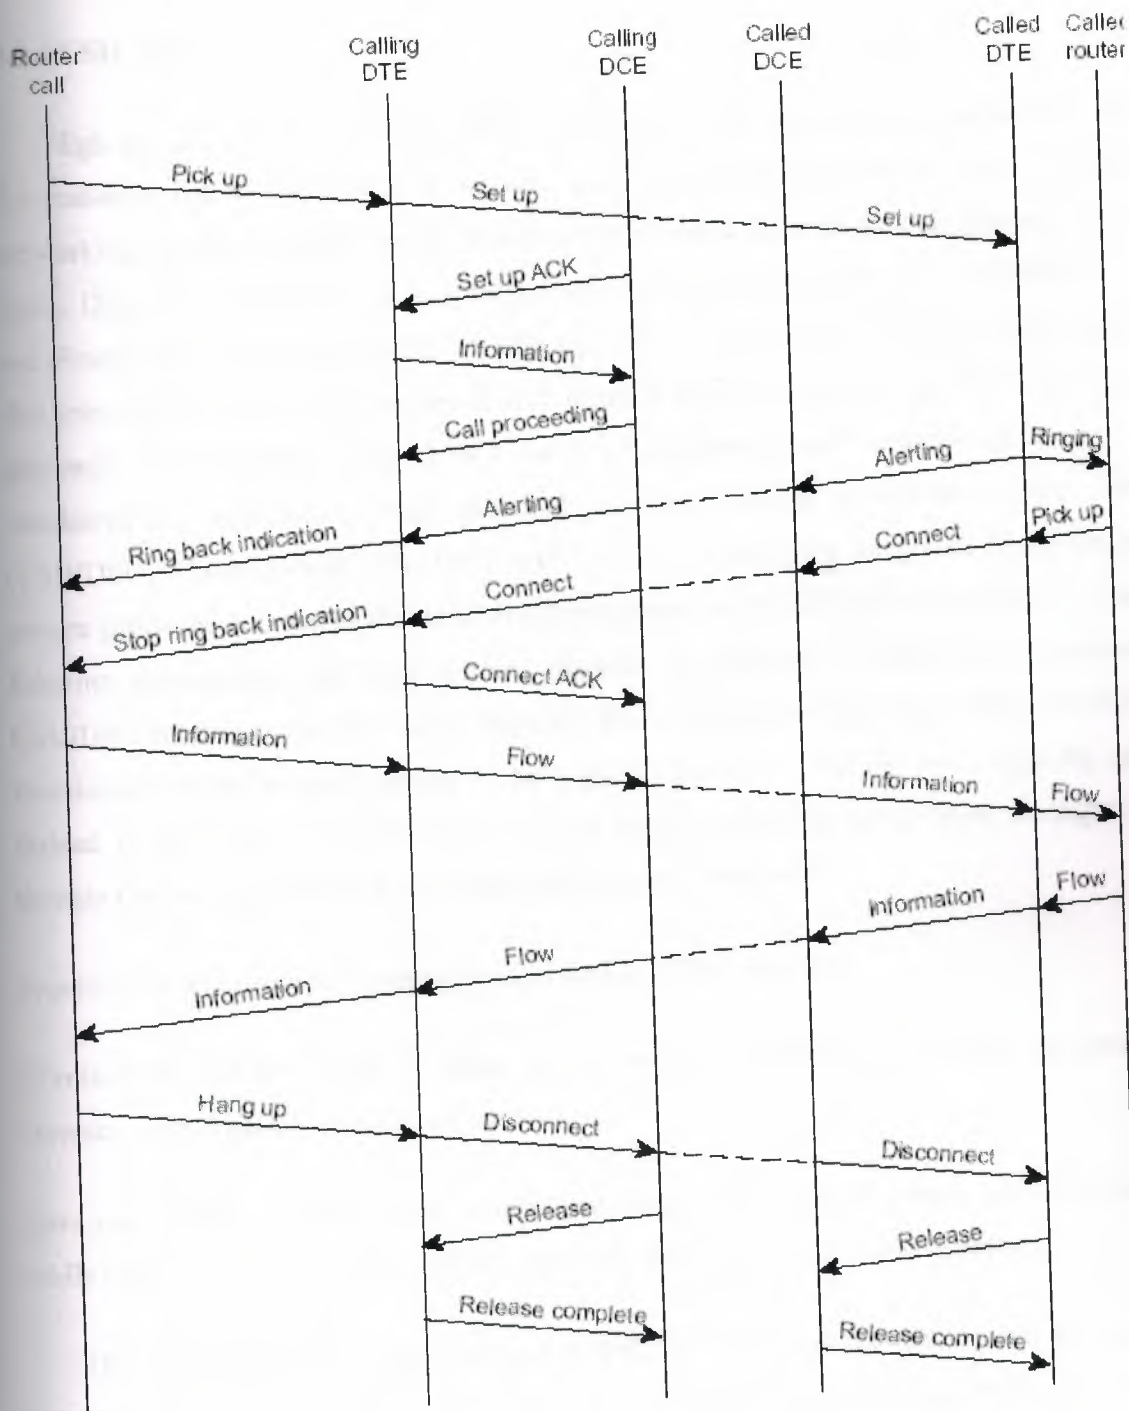 Router
call
Calling
DTE
Calling
DCE
Called
DCE
Called
DTE
Called
router
Pick up
Set up
Set up
Set up ACK
Information
Call proceeding
Alerting
Ringing
Alerting
Ring back indication
Pick up
Connect
Connect
Stop ring back indication
Connect ACK
Information
Flow
Information
Flow
Flow
Information
Flow
Information
Hang up
Disconnect
Disconnect
Release
Release
Release complete
Release complete